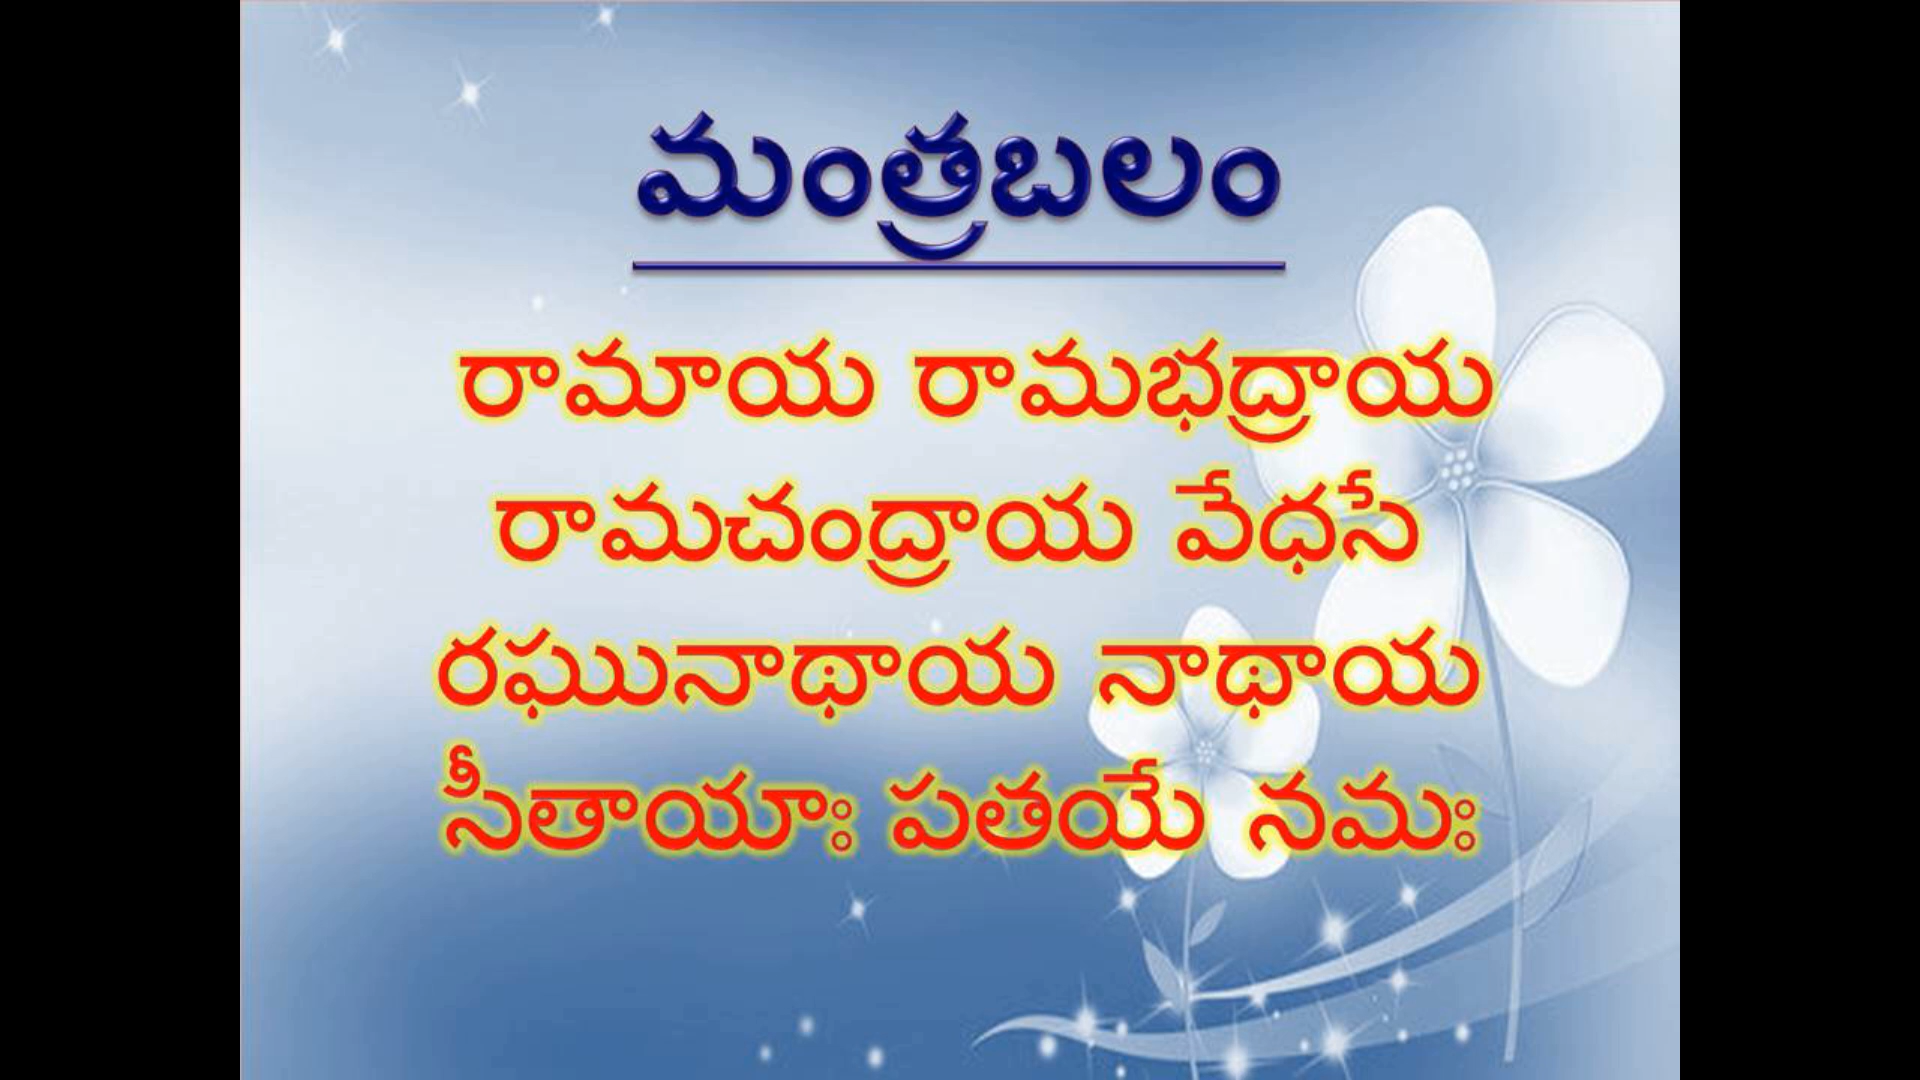 మంత్రబలం
రామాయ రామభద్రాయ
రామచంద్రాయ వేధసే
రఘునాథాయ నాథాయ
సీతాయాః పతయే నమః